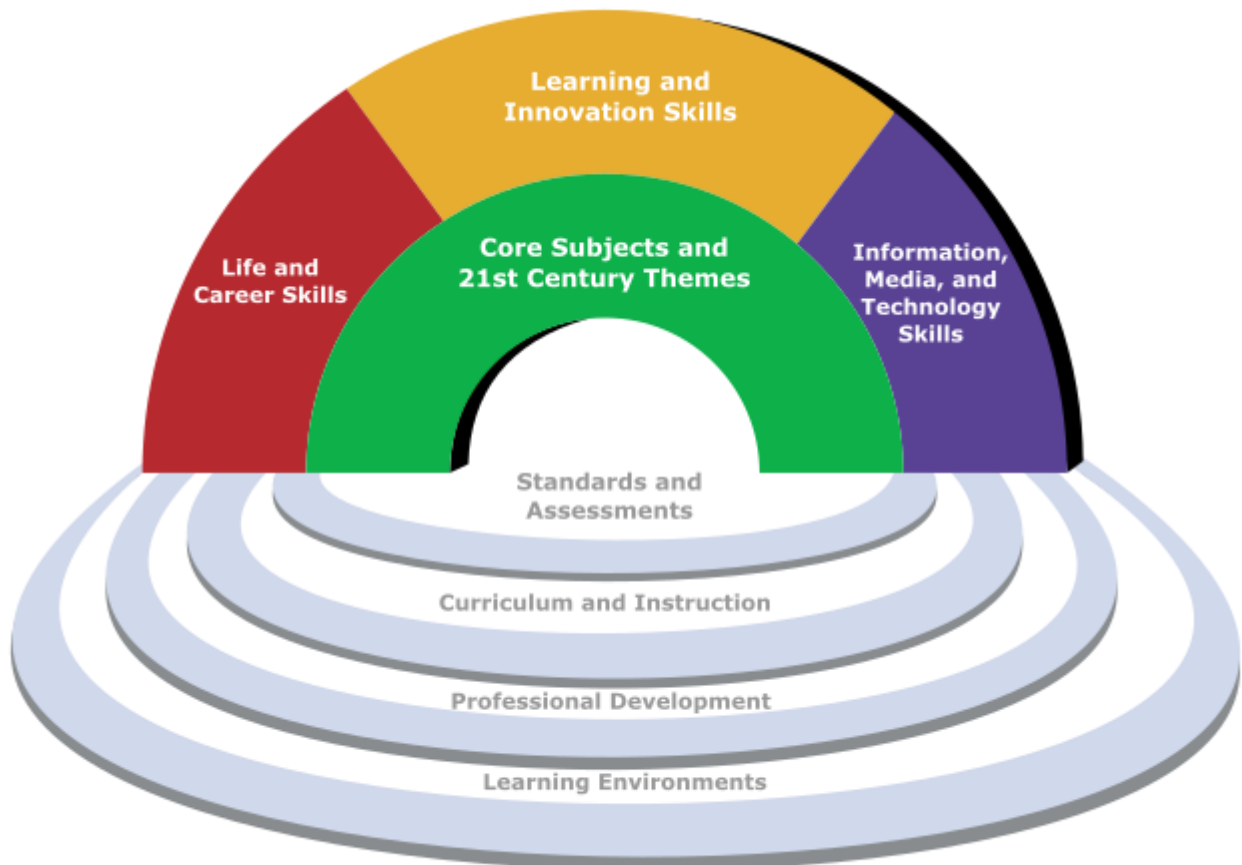 Learning and
Innovation Skills
Core Subjects and
21st Century Themes
Life and
Career Skills
Information,
Media, and
Technology
Skills
Standards and
Assessments
Curriculum and Instruction
Professional Development
Learning Environments